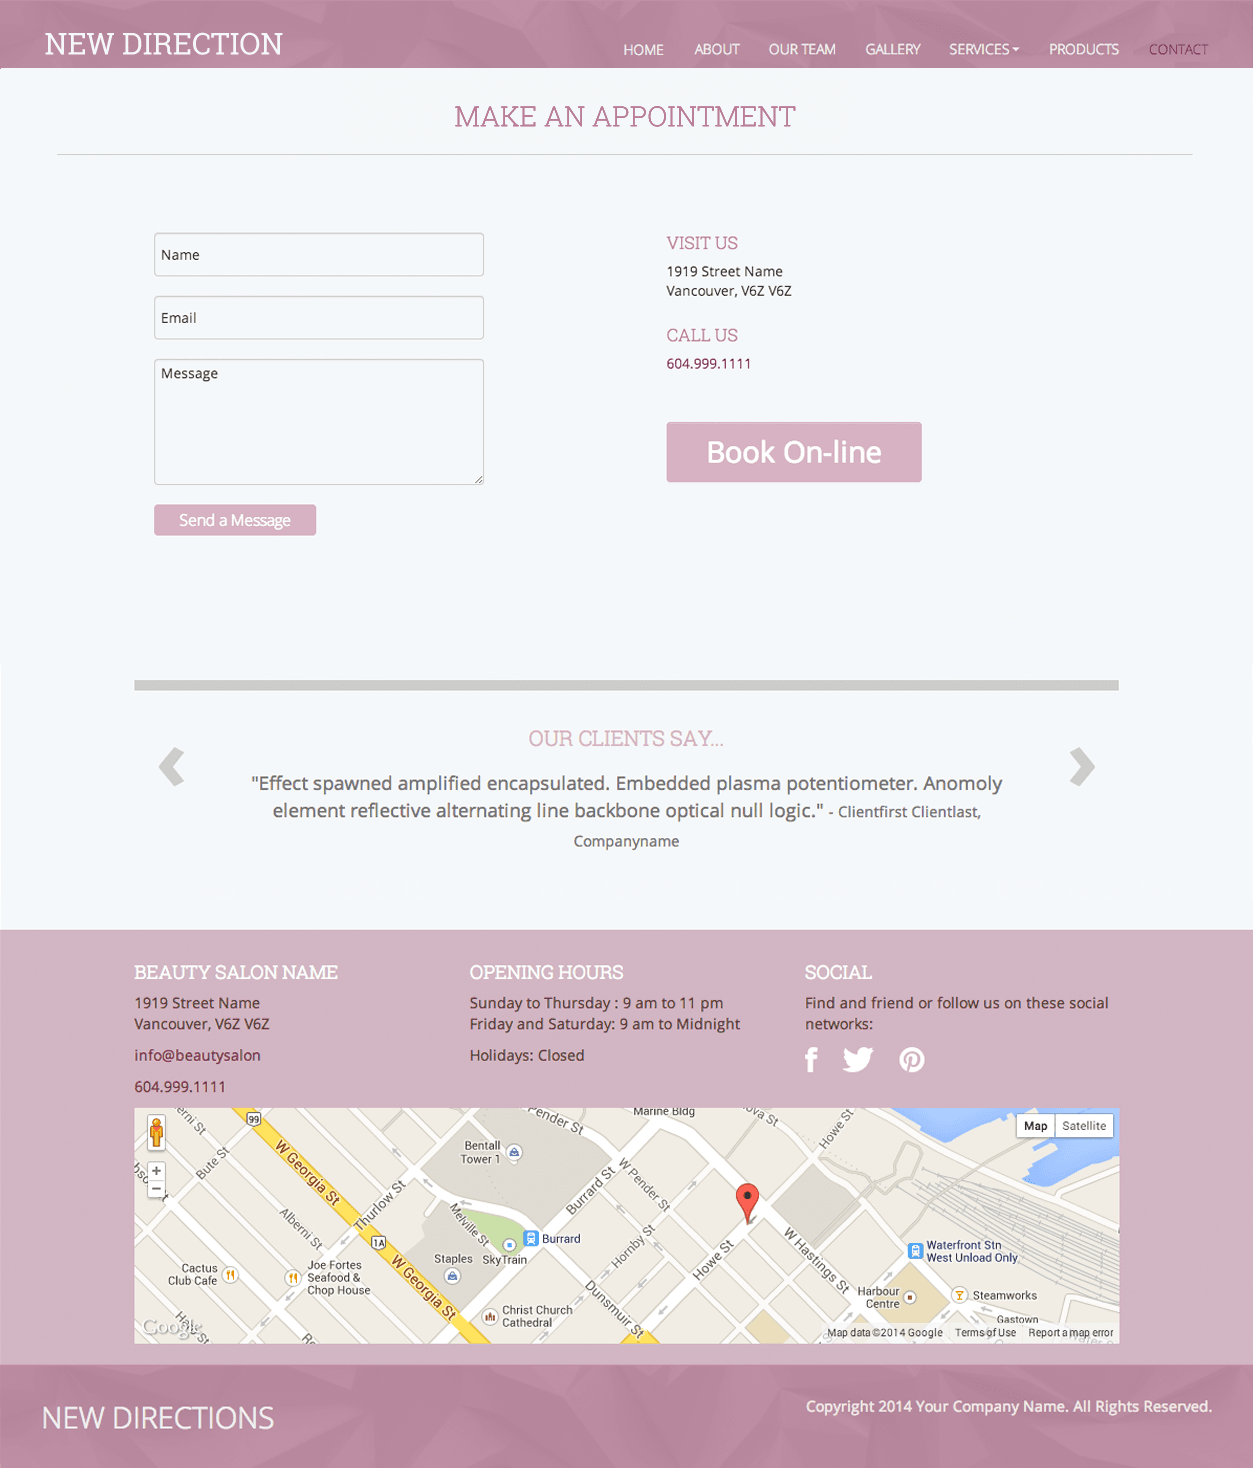 NEW DIRECTION
HOME ABOUT OUR TEAM GALLERY SERVICES PRODUCTS CONTACT
MAKE AN APPOINTMENT
Name
Email
Message
Send a Message
VISIT US
1919 Street Name
Vancouver, V6Z V6Z
CALL US
604.999.1111
Book On-line
OUR CLIENTS SAY...
"Effect spawned amplified encapsulated. Embedded plasma potentiometer. Anomoly
element reflective alternating line backbone optical null logic." - Clientfirst Clientlast,
Companyname
BEAUTY SALON NAME
1919 Street Name
Vancouver, V6Z V6Z
info@beautysalon
604.999.1111
OPENING HOURS
Sunday to Thursday : 9 am to 11 pm
Friday and Saturday: 9 am to Midnight
Holidays: Closed
SOCIAL
Find and friend or follow us on these social
networks:
Map Satellite
99
W Georgia St
Bute St
Alberni St
Thurlow St
1A
W Georgia St
Bentall
Tower 1
Pender St
Marine Bldg
Howe St
W Pender St
Burrard St
Melville St
Burrard
SkyTrain
Staples
Hornby St
Howe St
W Hastings St
Dunsmuir St
Waterfront Stn
West Unload Only
Harbour
Centre
Steamworks
Gastown
Cactus
Club Cafe
Joe Fortes
Seafood &
Chop House
Christ Church
Cathedral
Google
Map data ©2014 Google Terms of Use Report a map error
NEW DIRECTIONS
Copyright 2014 Your Company Name. All Rights Reserved.